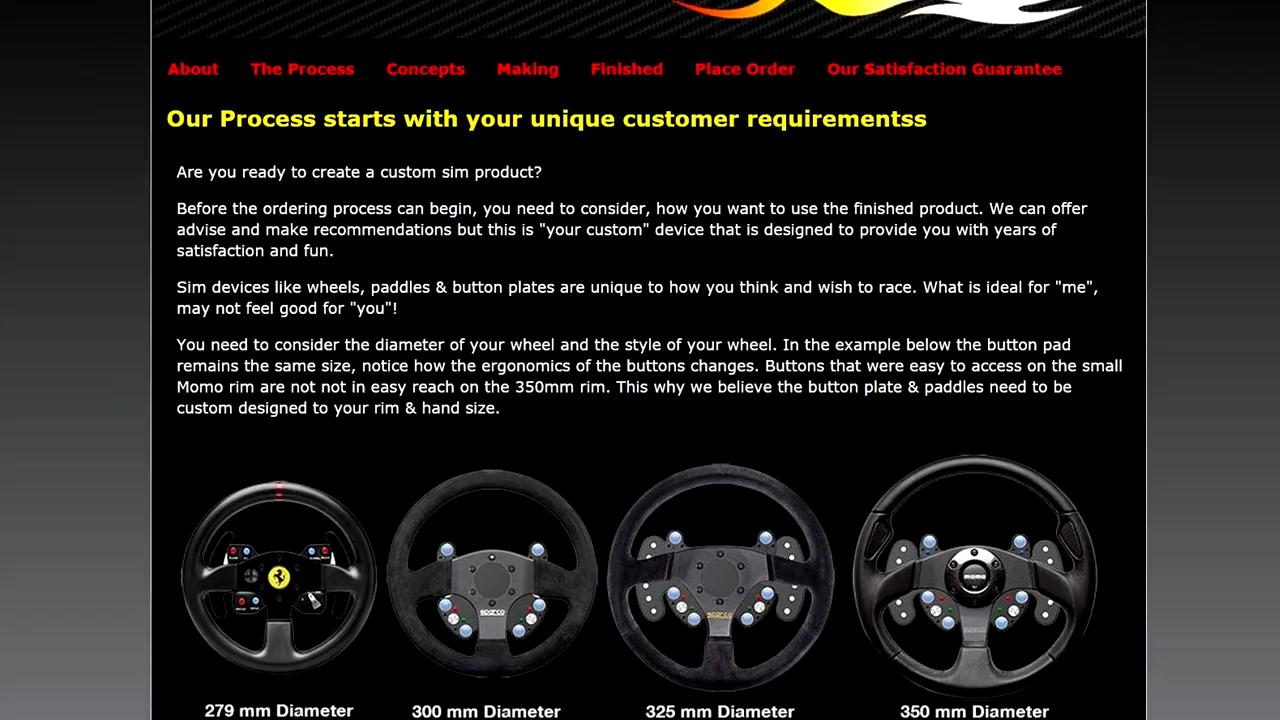 About The Process Concepts Making Finished Place Order Our Satisfaction Guarantee
Our Process starts with your unique customer requirementss
Are you ready to create a custom sim product?
Before the ordering process can begin, you need to consider, how you want to use the finished product. We can offer
advise and make recommendations but this is "your custom" device that is designed to provide you with years of
satisfaction and fun.
Sim devices like wheels, paddles & button plates are unique to how you think and wish to race. What is ideal for "me",
may not feel good for "you"!
You need to consider the diameter of your wheel and the style of your wheel. In the example below the button pad
remains the same size, notice how the ergonomics of the buttons changes. Buttons that were easy to access on the small
Momo rim are not not in easy reach on the 350mm rim. This why we believe the button plate & paddles need to be
custom designed to your rim & hand size.
momo
sparco sparco
279 mm Diameter 300 mm Diameter 325 mm Diameter 350 mm Diameter